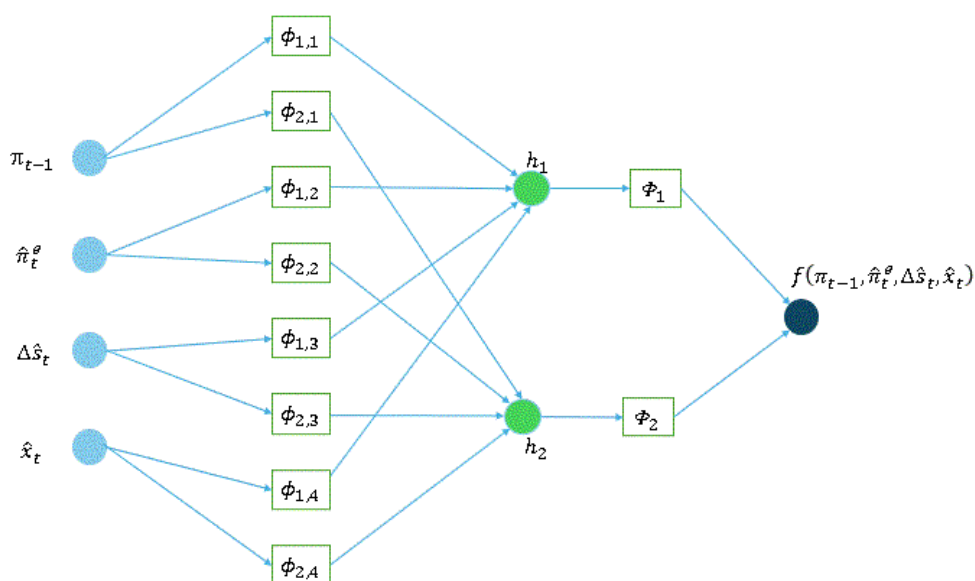 π_{t−1}
π̂_t^e
Δŝ_t
x̂_t
ϕ_{1,1}
ϕ_{2,1}
ϕ_{1,2}
ϕ_{2,2}
ϕ_{1,3}
ϕ_{2,3}
ϕ_{1,4}
ϕ_{2,4}
h_1
h_2
Φ_1
Φ_2
f(π_{t−1}, π̂_t^e, Δŝ_t, x̂_t)